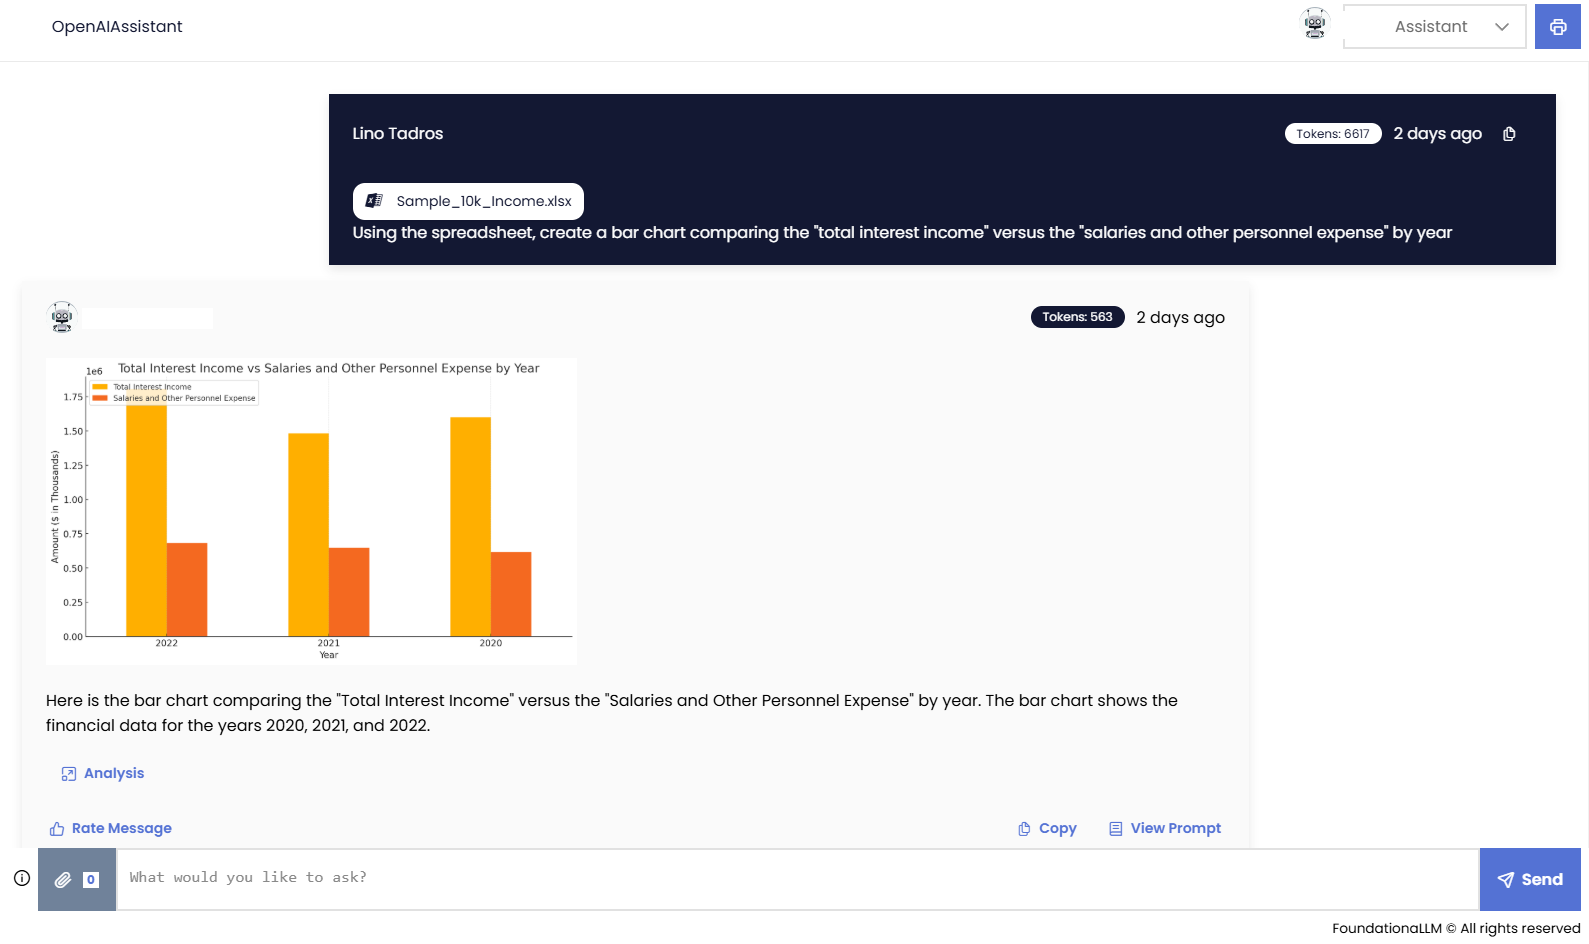 OpenAIAssistant
Assistant
Lino Tadros
Tokens: 6617
2 days ago
Sample_10k_Income.xlsx
Using the spreadsheet, create a bar chart comparing the "total interest income" versus the "salaries and other personnel expense" by year
Tokens: 563
2 days ago
Total Interest Income vs Salaries and Other Personnel Expense by Year
1e6
Total Interest Income
Salaries and Other Personnel Expense
1.75
1.50
1.25
1.00
0.75
0.50
0.25
0.00
Amount ($ in Thousands)
2022
2021
2020
Year
Here is the bar chart comparing the "Total Interest Income" versus the "Salaries and Other Personnel Expense" by year. The bar chart shows the
financial data for the years 2020, 2021, and 2022.
Analysis
Rate Message
Copy
View Prompt
0
What would you like to ask?
Send
FoundationaLLM © All rights reserved